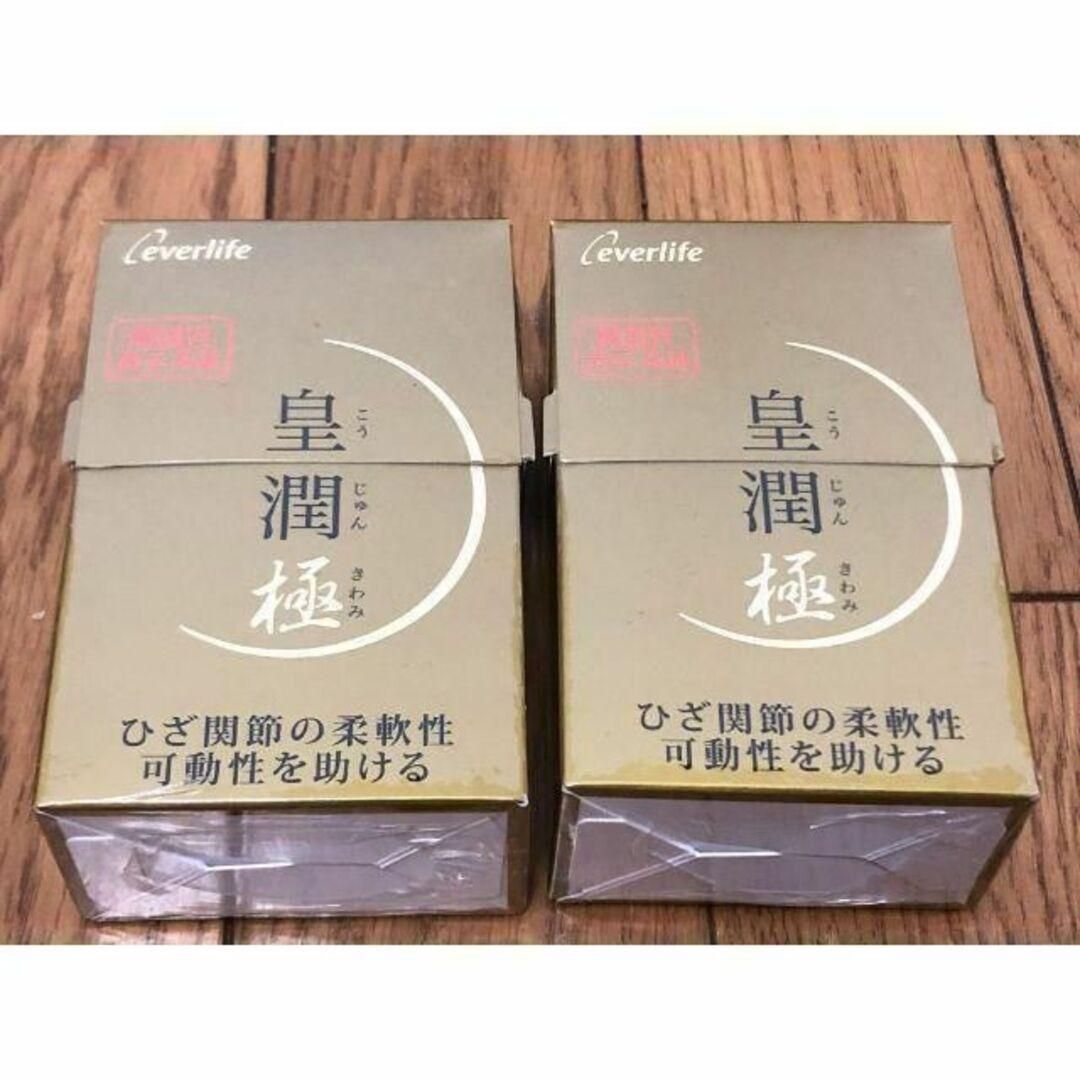 everlife
皇潤極
こうじゅんきわみ
ひざ関節の柔軟性
可動性を助ける
everlife
皇潤極
こうじゅんきわみ
ひざ関節の柔軟性
可動性を助ける